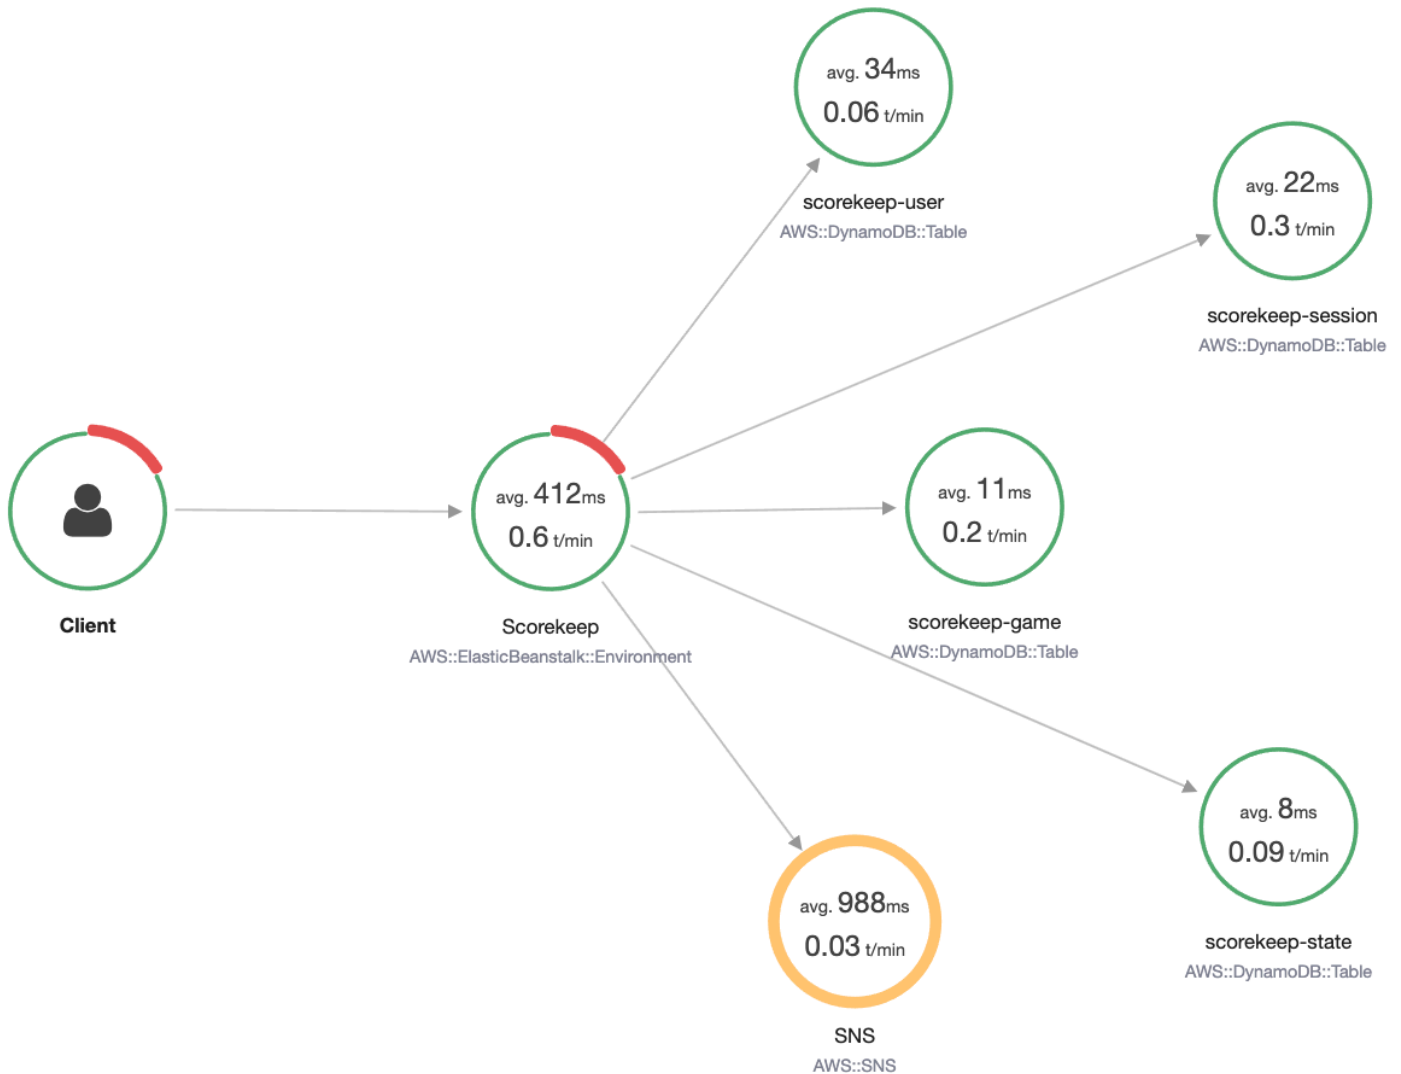 avg. 34ms
0.06 t/min
scorekeep-user
AWS::DynamoDB::Table
avg. 22ms
0.3 t/min
scorekeep-session
AWS::DynamoDB::Table
Client
avg. 412ms
0.6 t/min
Scorekeep
AWS::ElasticBeanstalk::Environment
avg. 11ms
0.2 t/min
scorekeep-game
AWS::DynamoDB::Table
avg. 8ms
0.09 t/min
scorekeep-state
AWS::DynamoDB::Table
avg. 988ms
0.03 t/min
SNS
AWS::SNS